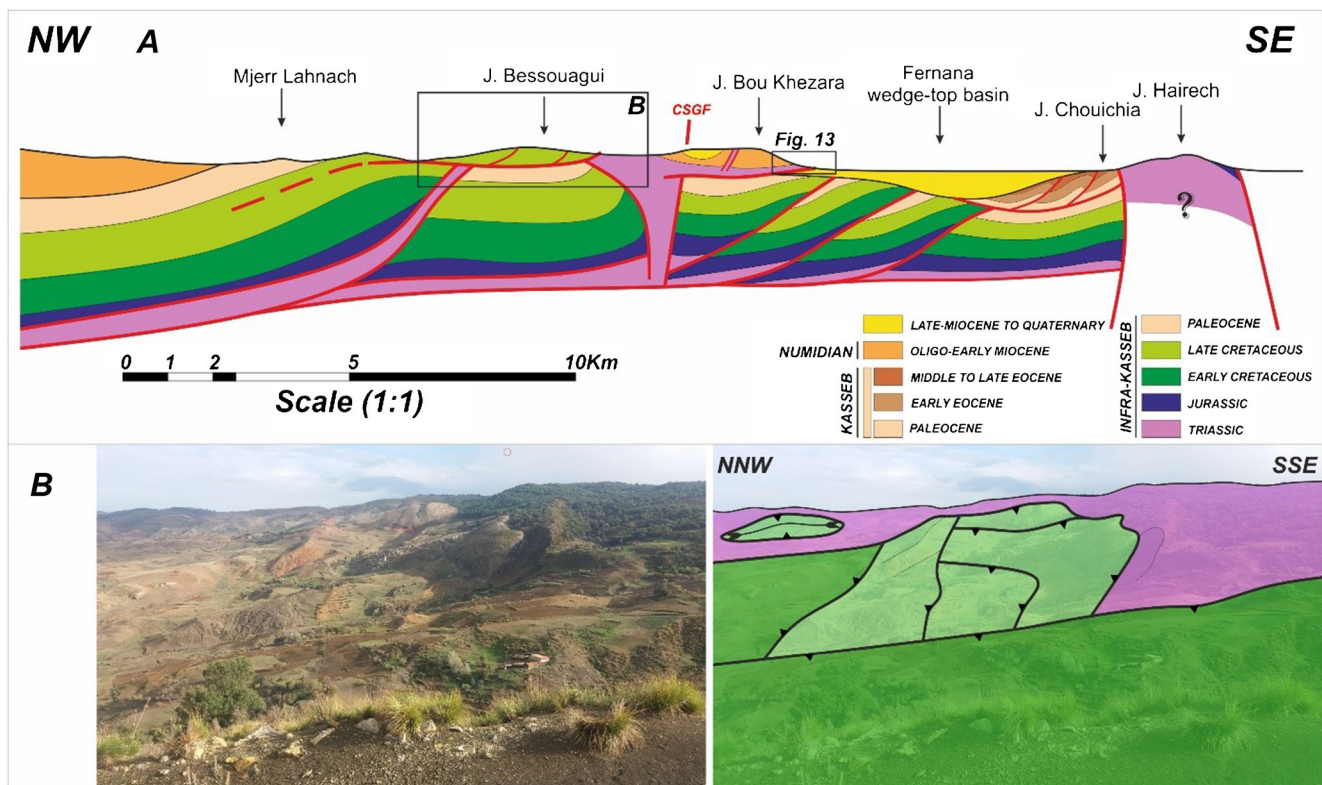 NW
A
SE
Mjerr Lahnach
J. Bessouagui
B
CSGF
J. Bou Khezara
Fig. 13
Fernana
wedge-top basin
J. Chouichia
J. Hairech
?
0 1 2 5 10Km
Scale (1:1)
LATE-MIOCENE TO QUATERNARY
NUMIDIAN
OLIGO-EARLY MIOCENE
KASSEB
MIDDLE TO LATE EOCENE
EARLY EOCENE
PALEOCENE
INFRA-KASSEB
PALEOCENE
LATE CRETACEOUS
EARLY CRETACEOUS
JURASSIC
TRIASSIC
B
NNW
SSE